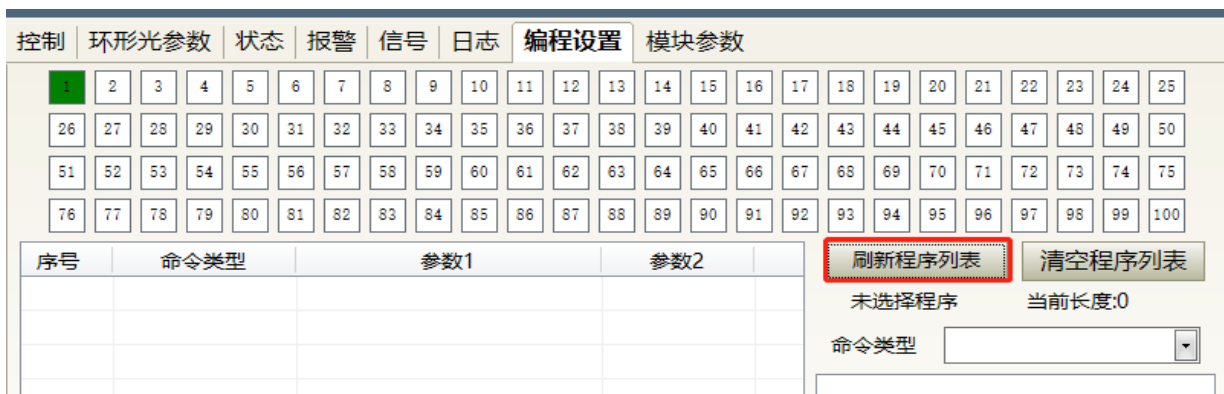 控制 环形光参数 状态 报警 信号 日志 编程设置 模块参数
1 2 3 4 5 6 7 8 9 10 11 12 13 14 15 16 17 18 19 20 21 22 23 24 25
26 27 28 29 30 31 32 33 34 35 36 37 38 39 40 41 42 43 44 45 46 47 48 49 50
51 52 53 54 55 56 57 58 59 60 61 62 63 64 65 66 67 68 69 70 71 72 73 74 75
76 77 78 79 80 81 82 83 84 85 86 87 88 89 90 91 92 93 94 95 96 97 98 99 100
序号 命令类型 参数1 参数2 刷新程序列表 清空程序列表
未选择程序 当前长度:0
命令类型